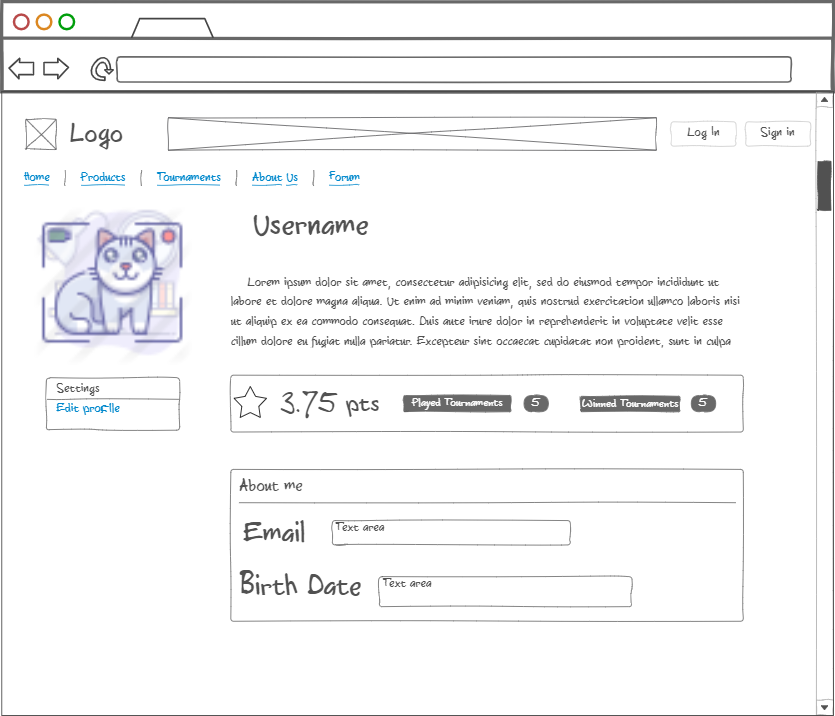 Logo
Log In
Sign in
Home | Products | Tournaments | About Us | Forum
Username
Lorem ipsum dolor sit amet, consectetur adipisicing elit, sed do eiusmod tempor incididunt ut
labore et dolore magna aliqua. Ut enim ad minim veniam, quis nostrud exercitation ullamco laboris nisi
ut aliquip ex ea commodo consequat. Duis aute irure dolor in reprehenderit in voluptate velit esse
cillum dolore eu fugiat nulla pariatur. Excepteur sint occaecat cupidatat non proident, sunt in culpa
Settings
Edit profile
3.75 pts
Played Tournaments 5
Winned Tournaments 5
About me
Email
Text area
Birth Date
Text area